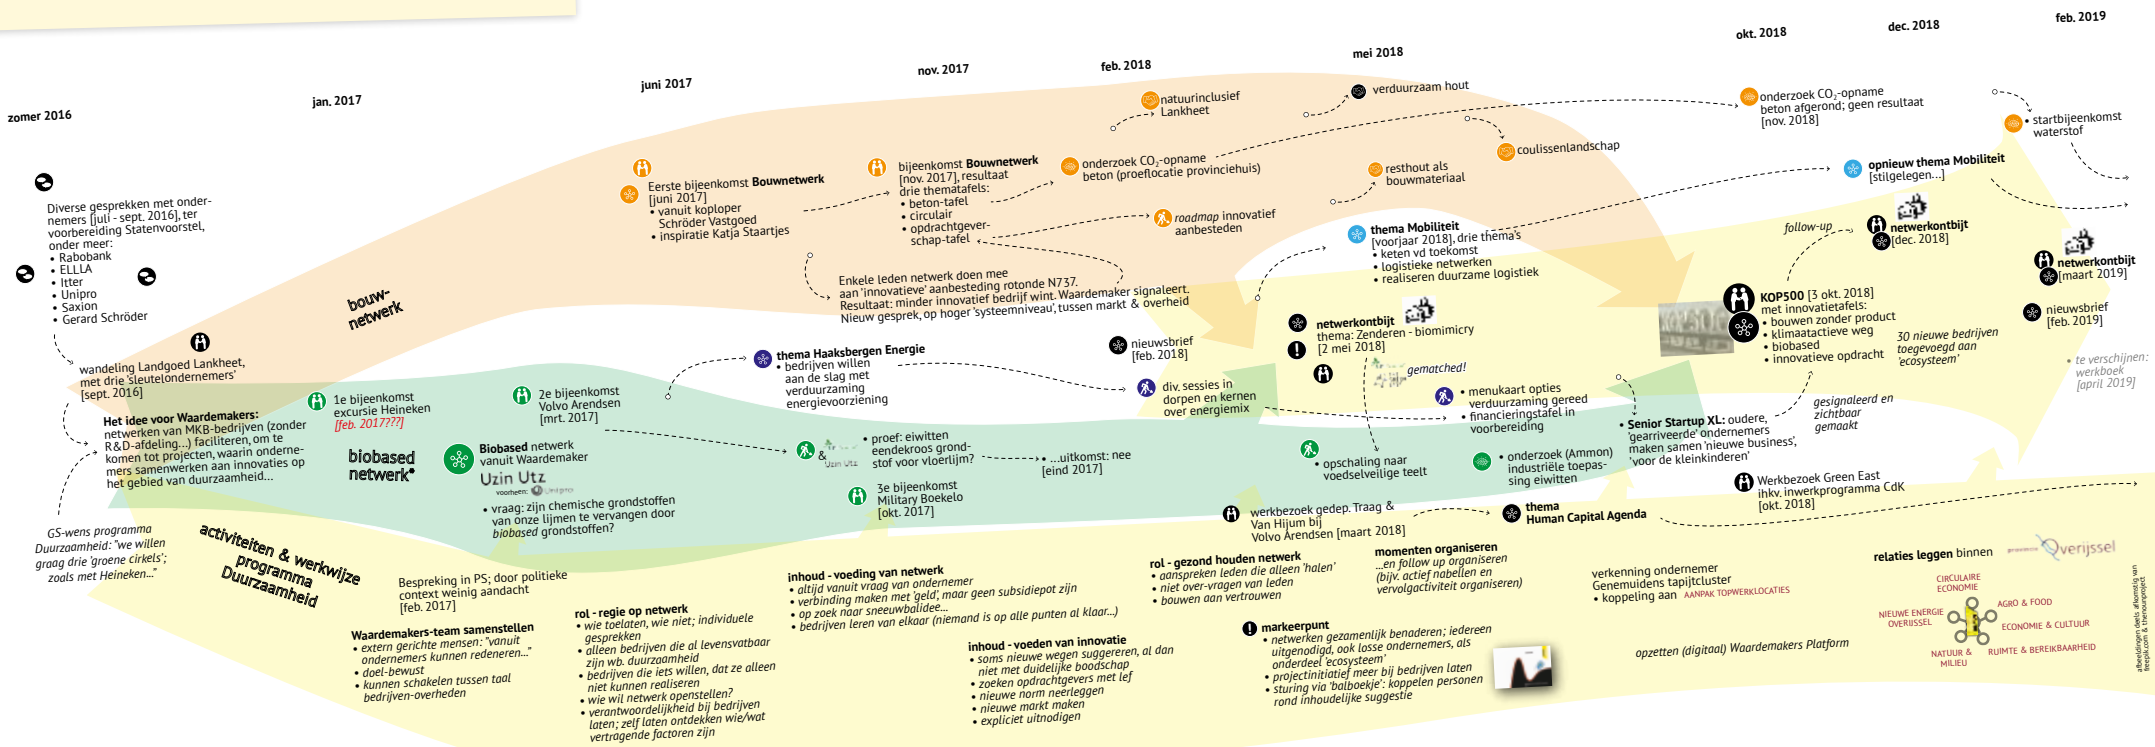 zomer 2016
jan. 2017
juni 2017
nov. 2017
feb. 2018
mei 2018
okt. 2018
dec. 2018
feb. 2019
Diverse gesprekken met onder-
nemers [juli - sept. 2016], ter
voorbereiding Statenvoorstel,
onder meer:
• Rabobank
• ELLLA
• Itter
• Unipro
• Saxion
• Gerard Schröder
wandeling Landgoed Lankheet,
met drie 'sleutelondernemers'
[sept. 2016]
Het idee voor Waardemakers:
netwerken van MKB-bedrijven (zonder
R&D-afdeling...) faciliteren, om te
komen tot projecten, waarin onderne-
mers samenwerken aan innovaties op
het gebied van duurzaamheid...
GS-wens programma
Duurzaamheid: "we willen
graag drie 'groene cirkels';
zoals met Heineken..."
bouw-
netwerk
Eerste bijeenkomst Bouwnetwerk
[juni 2017]
• vanuit koploper
Schröder Vastgoed
• inspiratie Katja Staartjes
bijeenkomst Bouwnetwerk
[nov. 2017], resultaat
drie thematafels:
• beton-tafel
• circulair
• opdrachtgever-
schap-tafel
Enkele leden netwerk doen mee
aan 'innovatieve' aanbesteding rotonde N737.
Resultaat: minder innovatief bedrijf wint. Waardemaker signaleert.
Nieuw gesprek, op hoger 'systeemniveau', tussen markt & overheid
natuurinclusief
Lankheet
onderzoek CO₂-opname
beton (proeflocatie provinciehuis)
roadmap innovatief
aanbesteden
verduurzaam hout
resthout als
bouwmateriaal
coulissenlandschap
thema Mobiliteit
[voorjaar 2018], drie thema's
• keten vd toekomst
• logistieke netwerken
• realiseren duurzame logistiek
onderzoek CO₂-opname
beton afgerond; geen resultaat
[nov. 2018]
opnieuw thema Mobiliteit
[stilgelegen...]
• startbijeenkomst
waterstof
follow-up
netwerkontbijt
[dec. 2018]
netwerkontbijt
[maart 2019]
nieuwsbrief
[feb. 2019]
• te verschijnen:
werkboek
[april 2019]
KOP500 [3 okt. 2018]
met innovatietafels:
• bouwen zonder product
• klimaatactieve weg
• biobased
• innovatieve opdracht
30 nieuwe bedrijven
toegevoegd aan
'ecosysteem'
gesignaleerd en
zichtbaar
gemaakt
biobased
netwerk*
1e bijeenkomst
excursie Heineken
[feb. 2017???]
2e bijeenkomst
Volvo Arendsen
[mrt. 2017]
Biobased netwerk
vanuit Waardemaker
Uzin Utz
voorheen:
• vraag: zijn chemische grondstoffen
van onze lijmen te vervangen door
biobased grondstoffen?
thema Haaksbergen Energie
• bedrijven willen
aan de slag met
verduurzaming
energievoorziening
&
Uzin Utz
• proef: eiwitten
eendekroos grond-
stof voor vloerlijm?
• ...uitkomst: nee
[eind 2017]
3e bijeenkomst
Military Boekelo
[okt. 2017]
nieuwsbrief
[feb. 2018]
div. sessies in
dorpen en kernen
over energiemix
netwerkontbijt
thema: Zenderen - biomimicry
[2 mei 2018]
gematched!
• menukaart opties
verduurzaming gereed
• financieringstafel in
voorbereiding
• opschaling naar
voedselveilige teelt
• onderzoek (Ammon)
industriële toepas-
sing eiwitten
• Senior Startup XL: oudere,
'gearriveerde' ondernemers
maken samen 'nieuwe business',
'voor de kleinkinderen'
Werkbezoek Green East
ihkv. inwerkprogramma CdK
[okt. 2018]
werkbezoek gedep. Traag &
Van Hijum bij
Volvo Arendsen [maart 2018]
thema
Human Capital Agenda
activiteiten & werkwijze
programma
Duurzaamheid
Bespreking in PS; door politieke
context weinig aandacht
[feb. 2017]
Waardemakers-team samenstellen
• extern gerichte mensen: "vanuit
ondernemers kunnen redeneren..."
• doel-bewust
• kunnen schakelen tussen taal
bedrijven-overheden
rol - regie op netwerk
• wie toelaten, wie niet; individuele
gesprekken
• alleen bedrijven die al levensvatbaar
zijn wb. duurzaamheid
• bedrijven die iets willen, dat ze alleen
niet kunnen realiseren
• wie wil netwerk openstellen?
• verantwoordelijkheid bij bedrijven
laten; zelf laten ontdekken wie/wat
vertragende factoren zijn
inhoud - voeding van netwerk
• altijd vanuit vraag van ondernemer
• verbinding maken met 'geld', maar geen subsidiepot zijn
• op zoek naar sneeuwbalidee...
• bedrijven leren van elkaar (niemand is op alle punten al klaar...)
inhoud - voeden van innovatie
• soms nieuwe wegen suggereren, al dan
niet met duidelijke boodschap
• zoeken opdrachtgevers met lef
• nieuwe norm neerleggen
• nieuwe markt maken
• expliciet uitnodigen
rol - gezond houden netwerk
• aanspreken leden die alleen 'halen'
• niet over-vragen van leden
• bouwen aan vertrouwen
momenten organiseren
...en follow up organiseren
(bijv. actief nabellen en
vervolgactiviteit organiseren)
markeerpunt
• netwerken gezamenlijk benaderen; iedereen
uitgenodigd, ook losse ondernemers, als
onderdeel 'ecosysteem'
• projectinitiatief meer bij bedrijven laten
• sturing via 'balboekje': koppelen personen
rond inhoudelijke suggestie
verkenning ondernemer
Genemuidens tapijtcluster
• koppeling aan AANPAK TOPWERKLOCATIES
opzetten (digitaal) Waardemakers Platform
relaties leggen binnen
provincie Overijssel
CIRCULAIRE
ECONOMIE
AGRO & FOOD
NIEUWE ENERGIE
OVERIJSSEL
ECONOMIE & CULTUUR
NATUUR &
MILIEU
RUIMTE & BEREIKBAARHEID
afbeeldingen deels afkomstig van
freepik.com & thenounproject